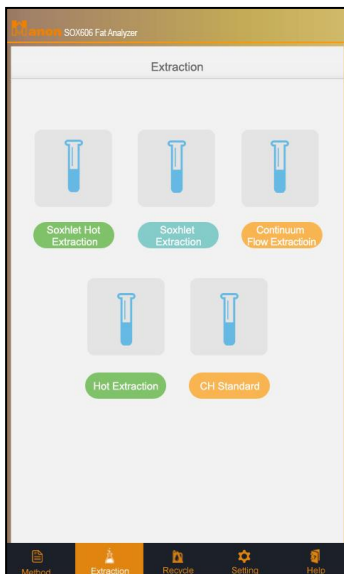 Hanon SOX606 Fat Analyzer
Extraction
Soxhlet Hot
Extraction
Soxhlet
Extraction
Continuum
Flow Extractioin
Hot Extraction
CH Standard
Method
Extraction
Recycle
Setting
Help